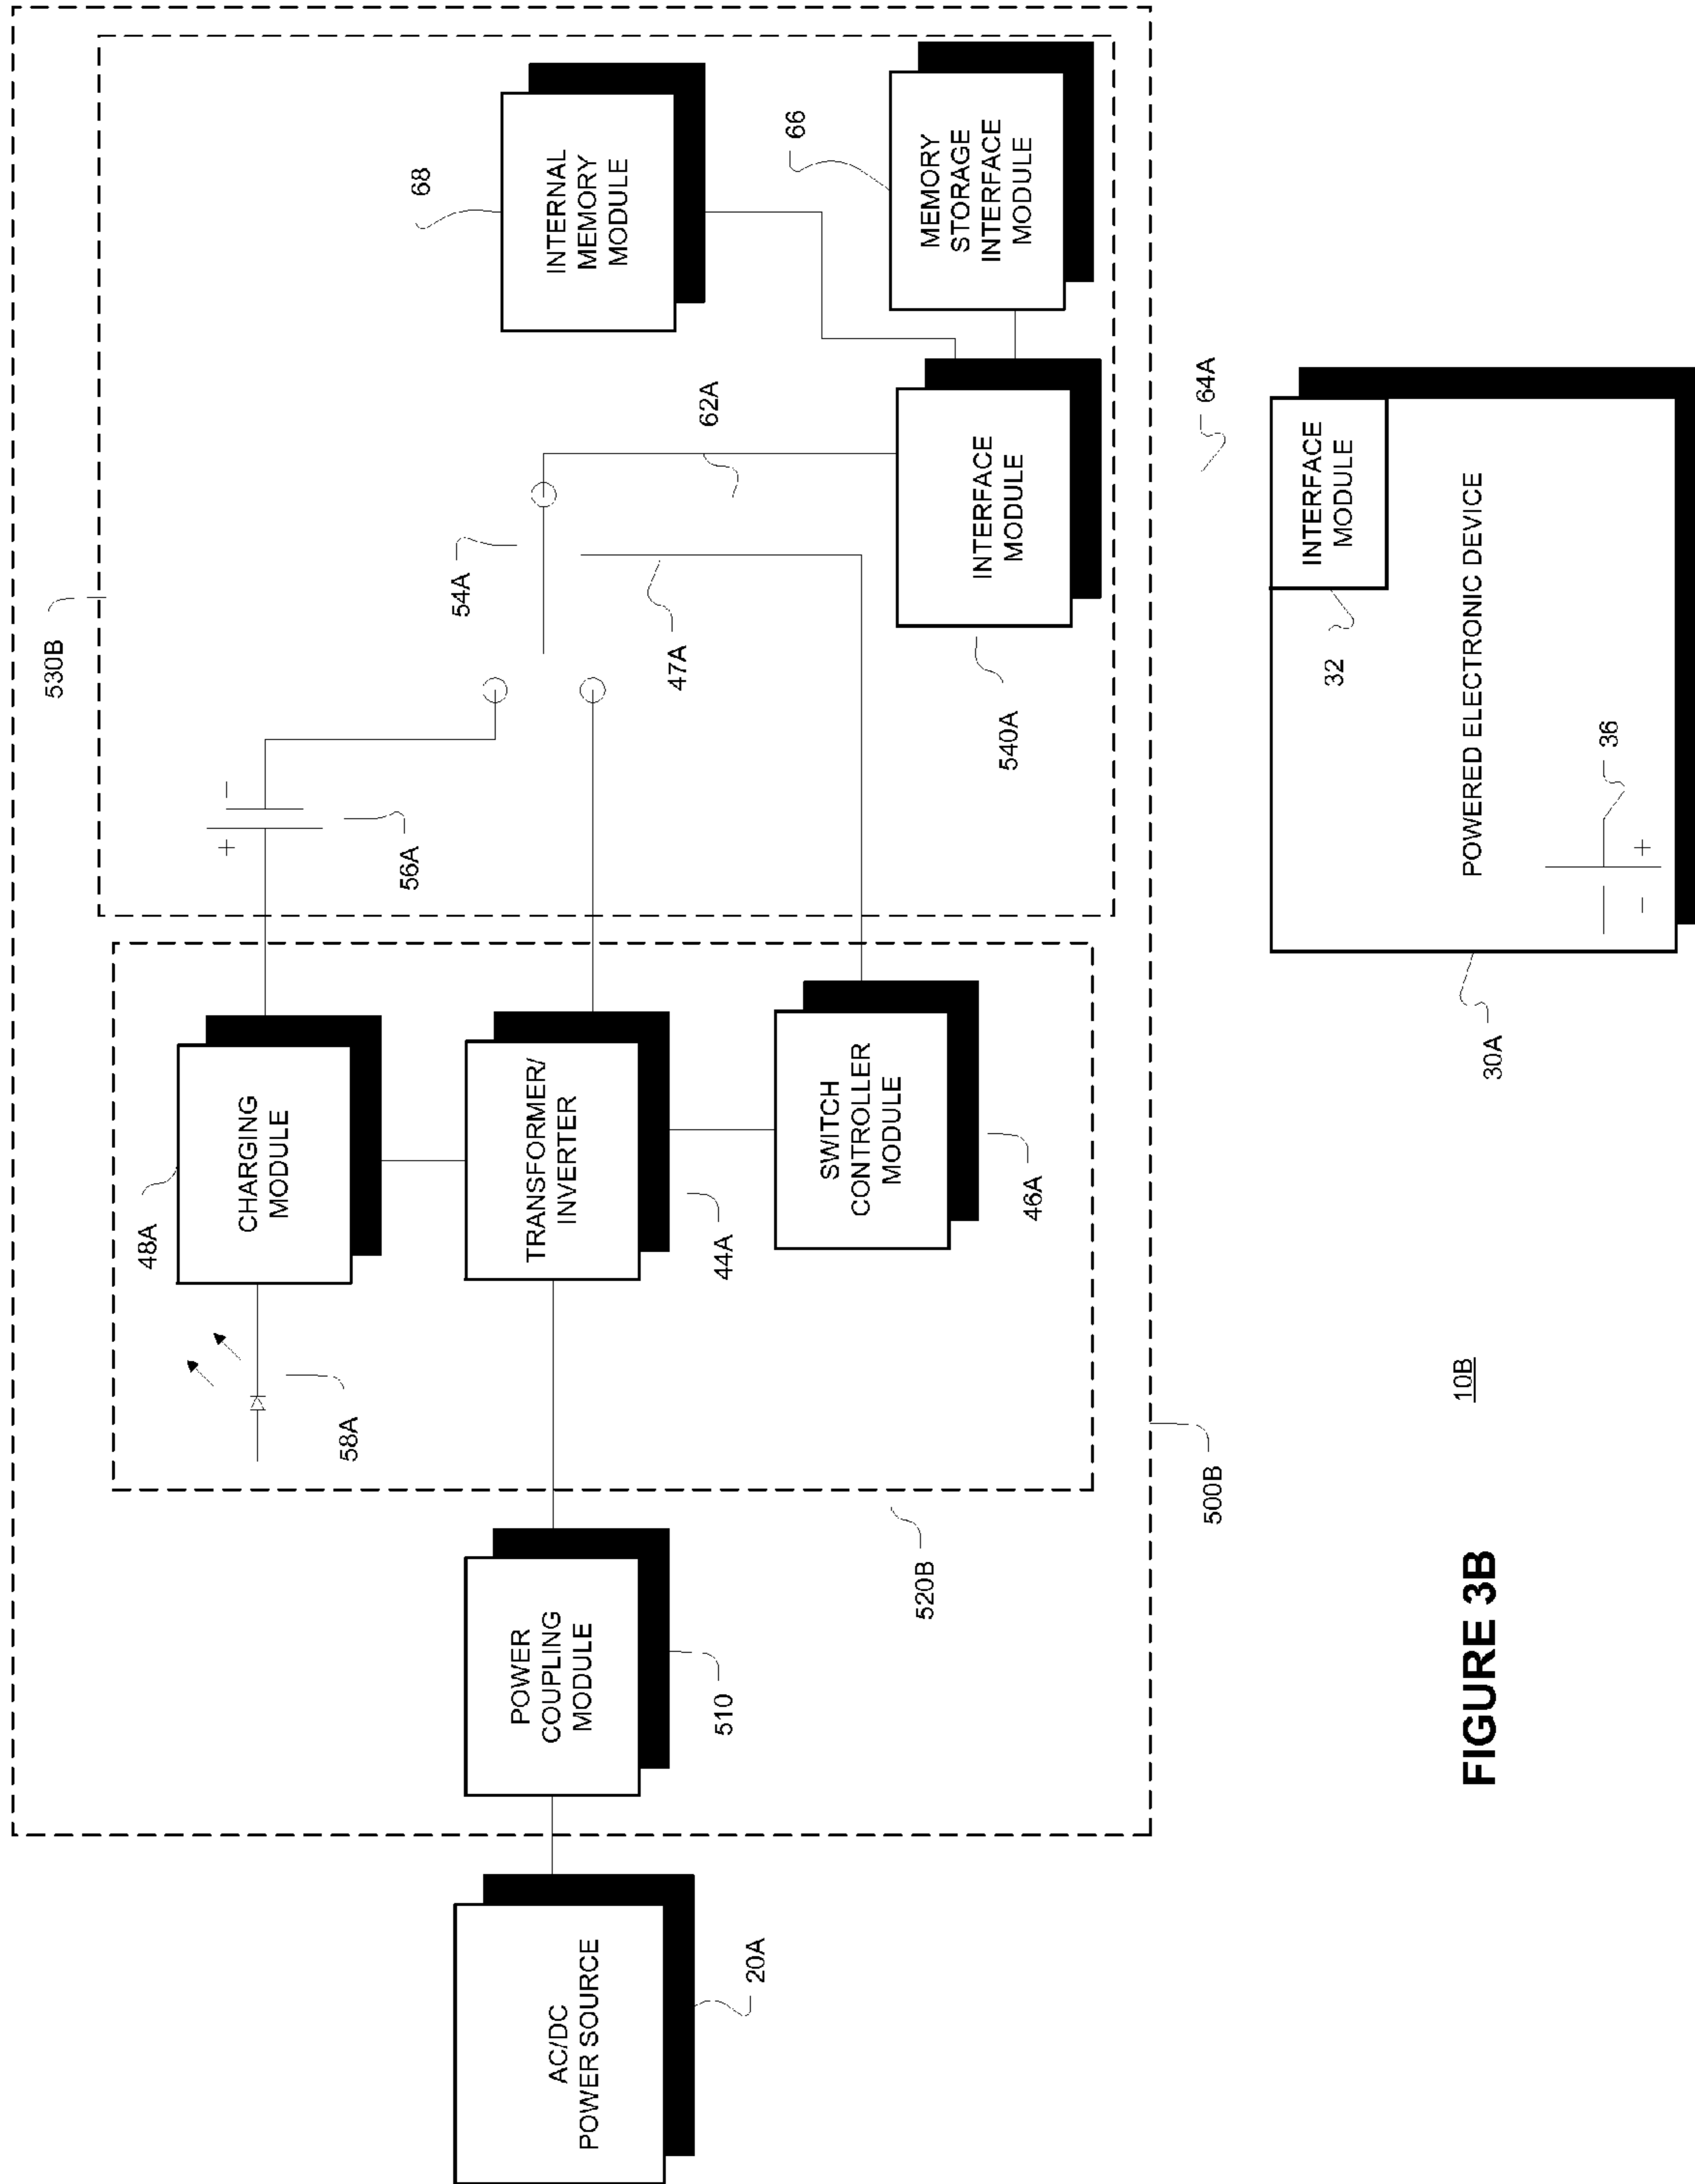 530B
68
INTERNAL
MEMORY
MODULE
66
MEMORY
STORAGE
INTERFACE
MODULE
62A
54A
47A
+
-
56A
INTERFACE
MODULE
540A
48A
CHARGING
MODULE
58A
TRANSFORMER/
INVERTER
44A
SWITCH
CONTROLLER
MODULE
46A
POWER
COUPLING
MODULE
510
520B
500B
AC/DC
POWER SOURCE
20A
64A
INTERFACE
MODULE
32
POWERED ELECTRONIC DEVICE
36
-
+
30A
10B
FIGURE 3B